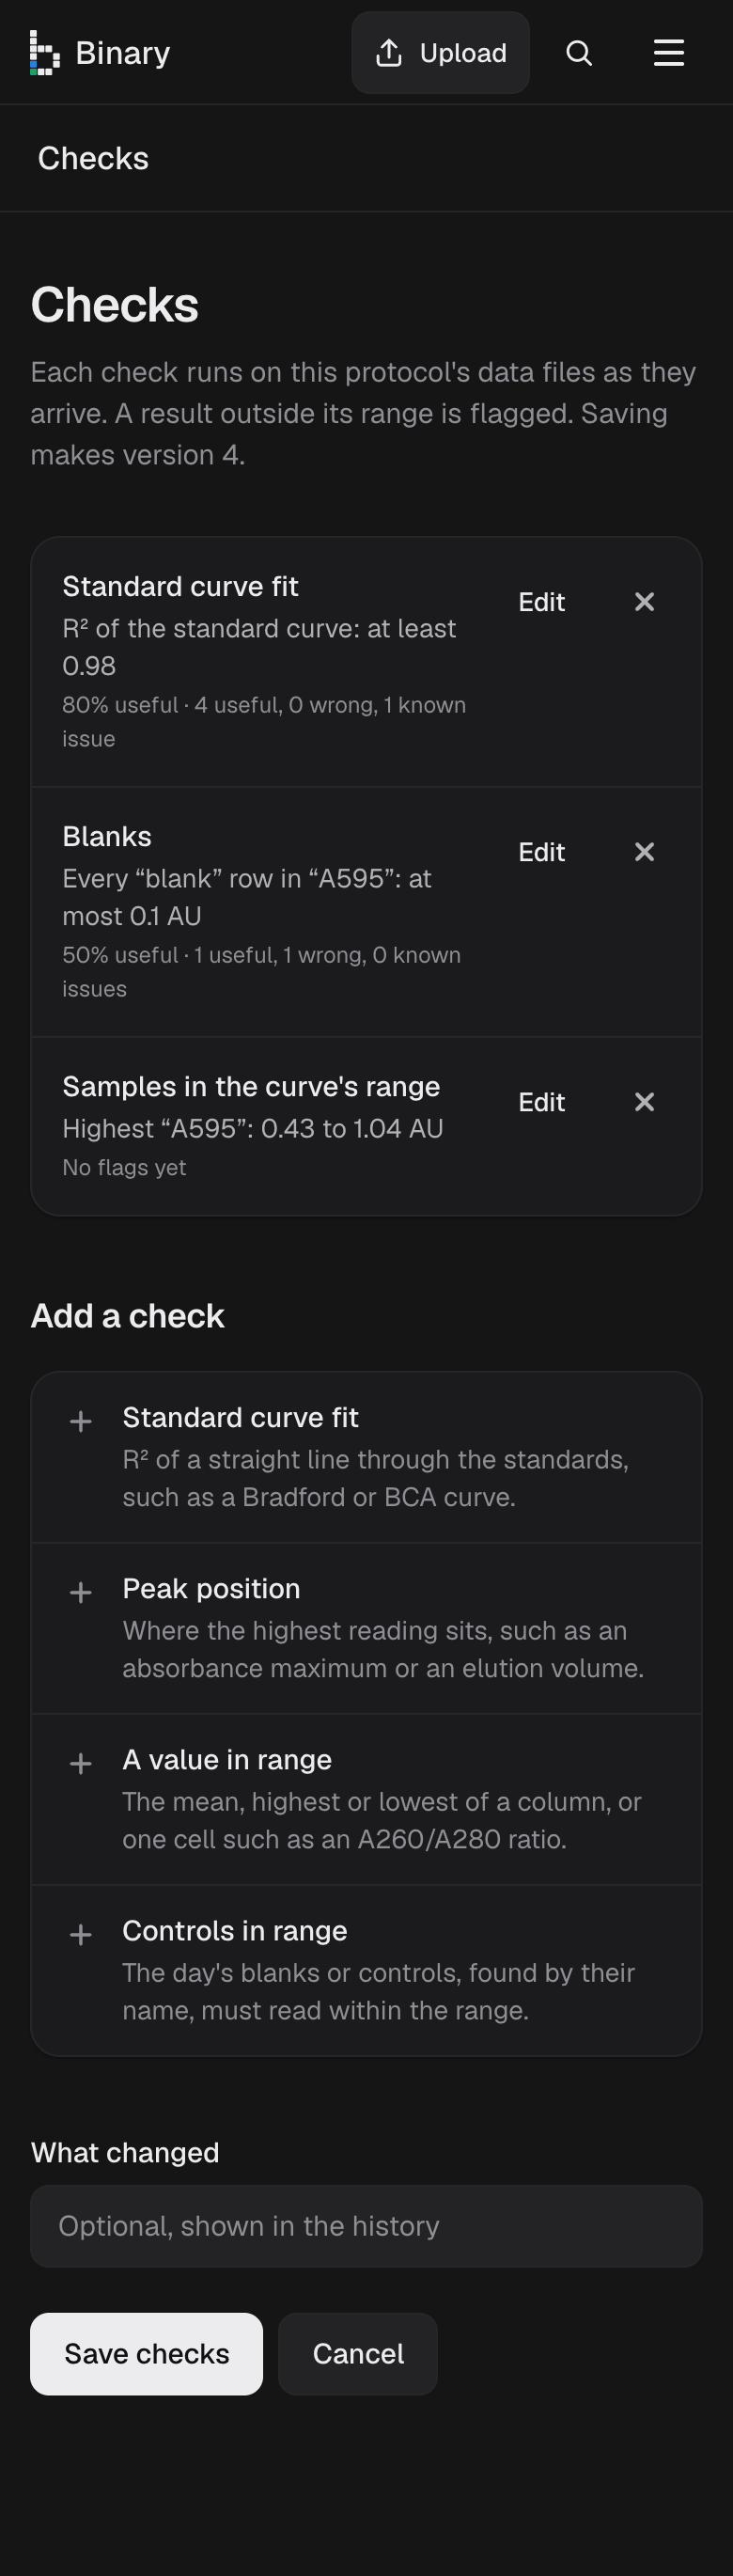 Binary
Upload
Checks
Checks
Each check runs on this protocol's data files as they
arrive. A result outside its range is flagged. Saving
makes version 4.
Standard curve fit
Edit
R² of the standard curve: at least
0.98
80% useful · 4 useful, 0 wrong, 1 known
issue
Blanks
Edit
Every “blank” row in “A595”: at
most 0.1 AU
50% useful · 1 useful, 1 wrong, 0 known
issues
Samples in the curve's range
Edit
Highest “A595”: 0.43 to 1.04 AU
No flags yet
Add a check
Standard curve fit
R² of a straight line through the standards,
such as a Bradford or BCA curve.
Peak position
Where the highest reading sits, such as an
absorbance maximum or an elution volume.
A value in range
The mean, highest or lowest of a column, or
one cell such as an A260/A280 ratio.
Controls in range
The day's blanks or controls, found by their
name, must read within the range.
What changed
Optional, shown in the history
Save checks
Cancel